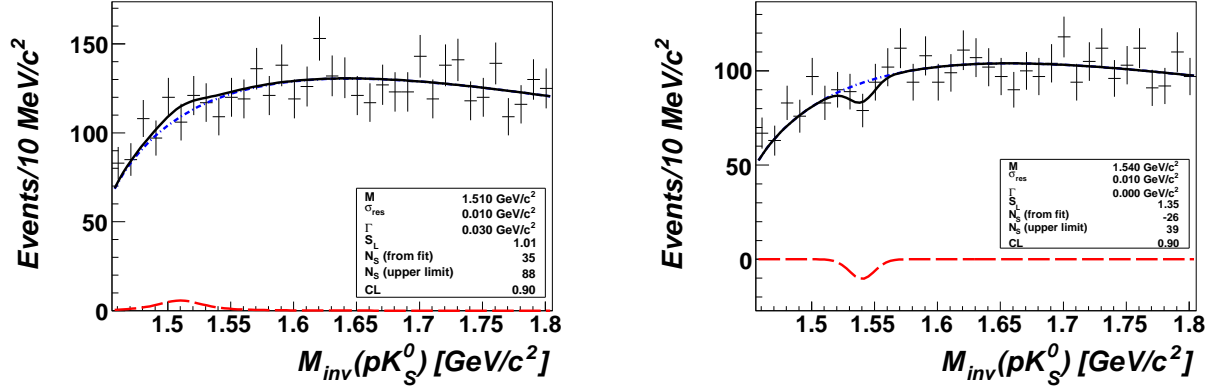 Events/10 MeV/c²
150
100
50
0
M 1.510 GeV/c²
σres 0.010 GeV/c²
Γ 0.030 GeV/c²
SL 1.01
NS (from fit) 35
NS (upper limit) 88
CL 0.90
1.5 1.55 1.6 1.65 1.7 1.75 1.8
Minv(pK0S) [GeV/c²]
Events/10 MeV/c²
100
50
0
M 1.540 GeV/c²
σres 0.010 GeV/c²
Γ 0.000 GeV/c²
SL 1.35
NS (from fit) -26
NS (upper limit) 39
CL 0.90
1.5 1.55 1.6 1.65 1.7 1.75 1.8
Minv(pK0S) [GeV/c²]